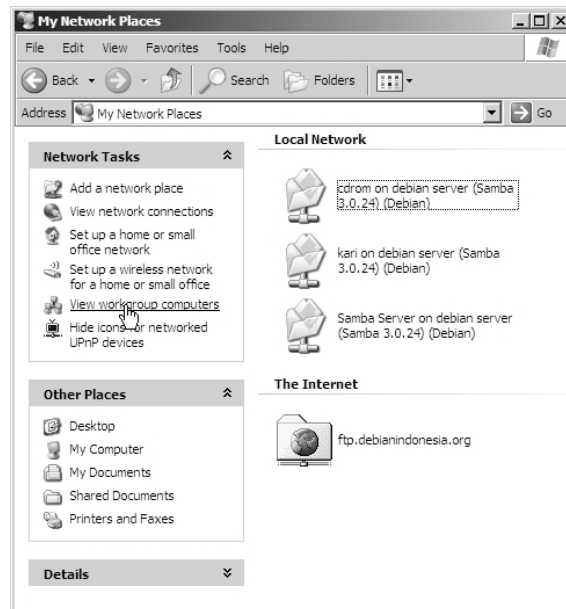 My Network Places
File Edit View Favorites Tools Help
Back Search Folders
Address My Network Places Go
Network Tasks
Add a network place
View network connections
Set up a home or small
office network
Set up a wireless network
for a home or small office
View workgroup computers
Hide icons for networked
UPnP devices
Other Places
Desktop
My Computer
My Documents
Shared Documents
Printers and Faxes
Details
Local Network
cdrom on debian server (Samba
3.0.24) (Debian)
kari on debian server (Samba
3.0.24) (Debian)
Samba Server on debian server
(Samba 3.0.24) (Debian)
The Internet
ftp.debianindonesia.org